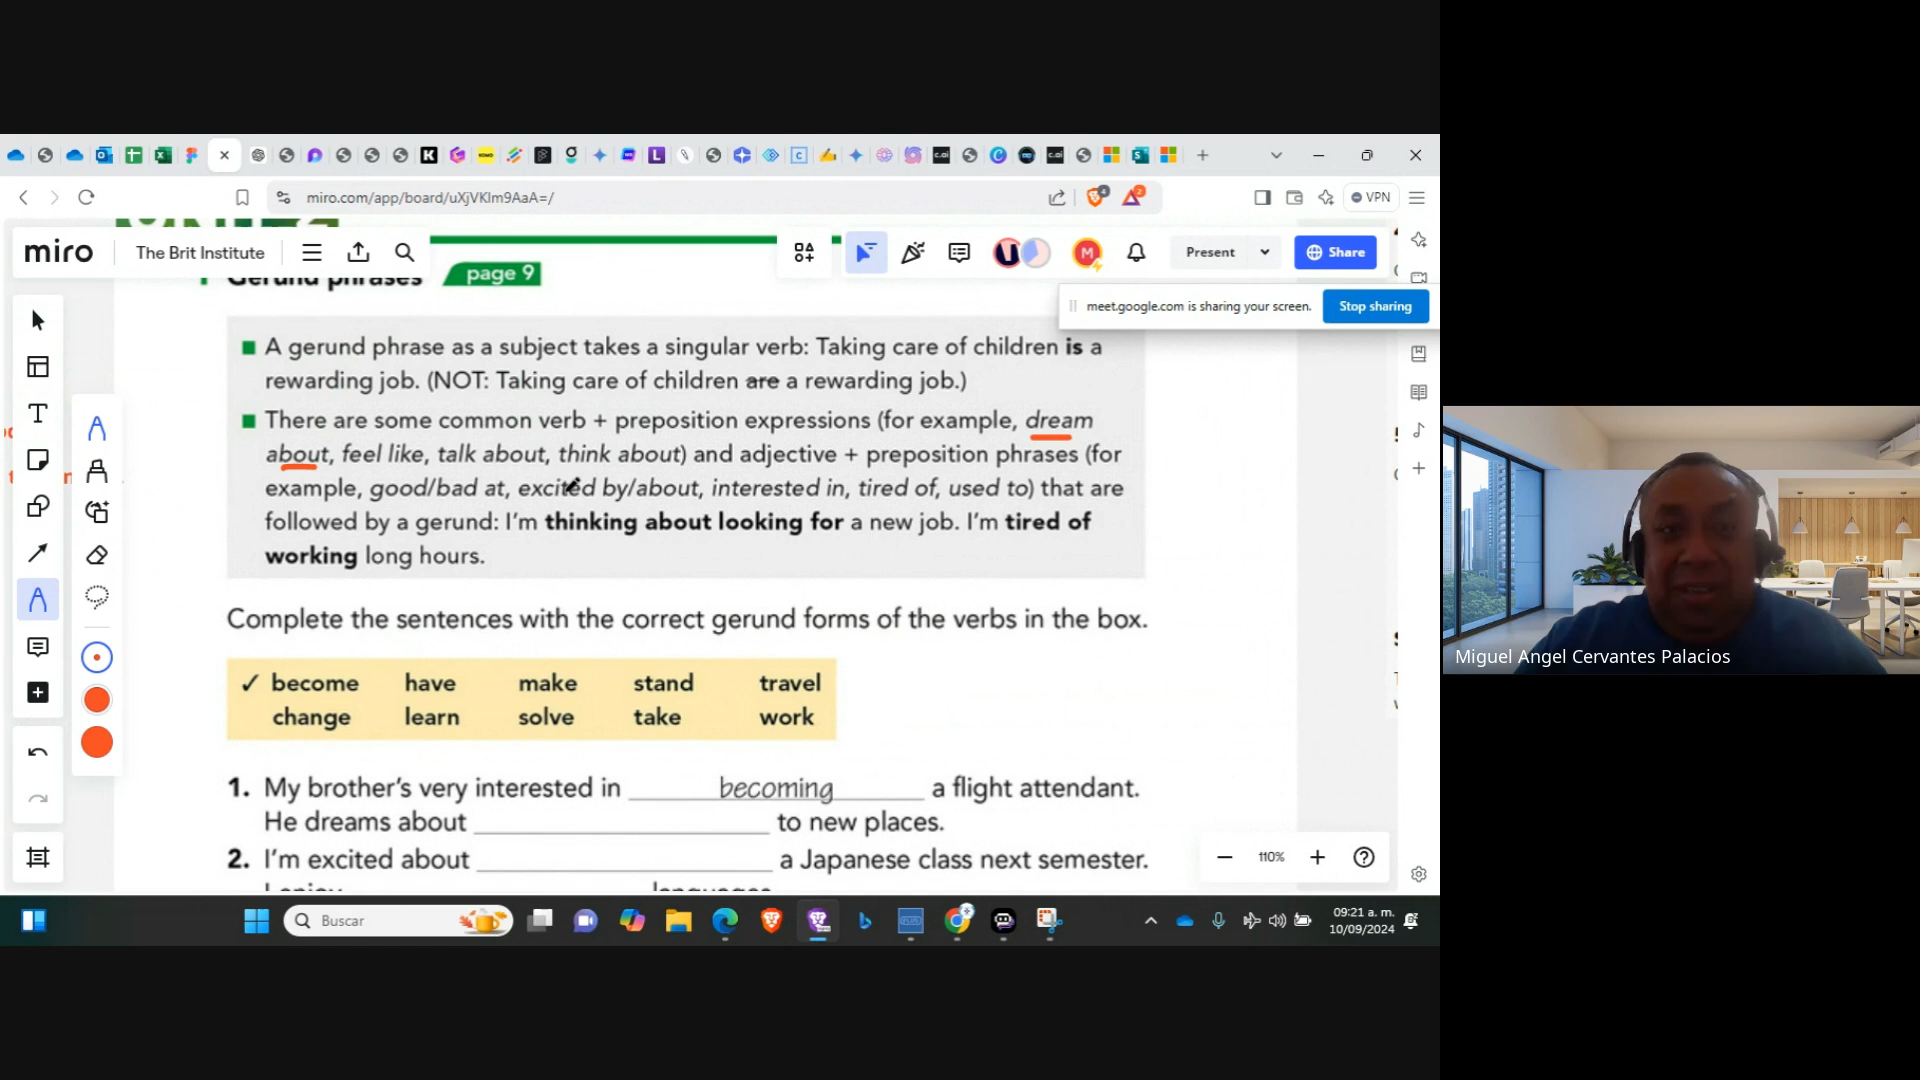 miro.com/app/board/uXjVKlm9AaA=/
VPN
miro
The Brit Institute
Present
Share
Gerund phrases page 9
meet.google.com is sharing your screen.
Stop sharing
■ A gerund phrase as a subject takes a singular verb: Taking care of children is a
rewarding job. (NOT: Taking care of children are a rewarding job.)
■ There are some common verb + preposition expressions (for example, dream
about, feel like, talk about, think about) and adjective + preposition phrases (for
example, good/bad at, excited by/about, interested in, tired of, used to) that are
followed by a gerund: I'm thinking about looking for a new job. I'm tired of
working long hours.
Complete the sentences with the correct gerund forms of the verbs in the box.
✓ become have make stand travel
change learn solve take work
1. My brother's very interested in becoming a flight attendant.
He dreams about ____ to new places.
2. I'm excited about ____ a Japanese class next semester.
I enjoy ____ languages
110%
Miguel Angel Cervantes Palacios
Buscar
09:21 a. m.
10/09/2024